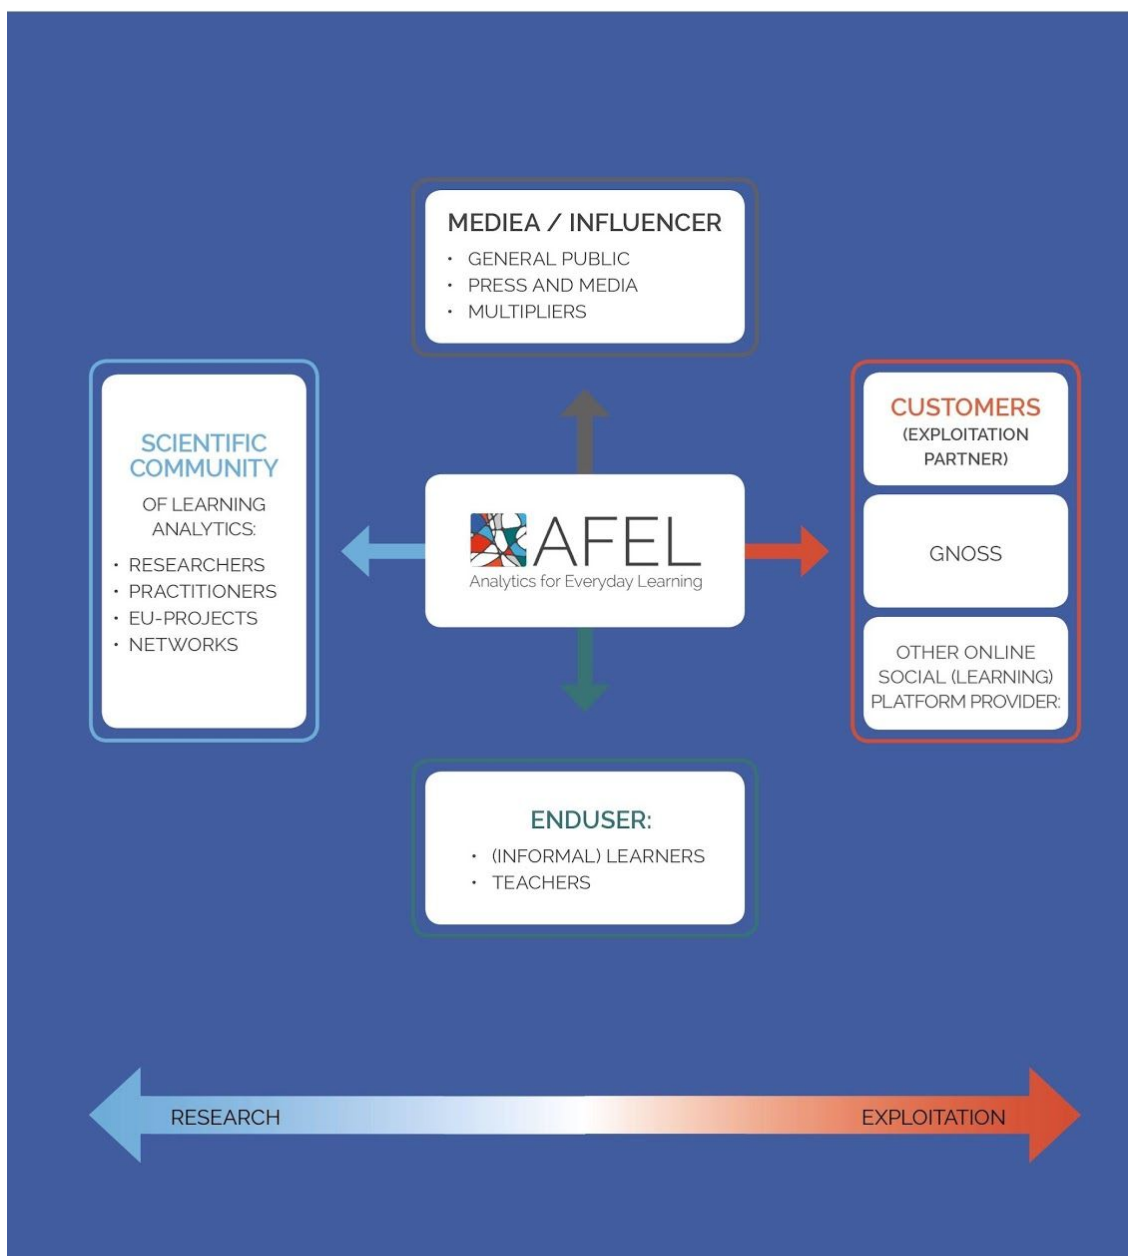 MEDIEA / INFLUENCER
• GENERAL PUBLIC
• PRESS AND MEDIA
• MULTIPLIERS
SCIENTIFIC
COMMUNITY
OF LEARNING
ANALYTICS:
• RESEARCHERS
• PRACTITIONERS
• EU-PROJECTS
• NETWORKS
AFEL
Analytics for Everyday Learning
CUSTOMERS
(EXPLOITATION
PARTNER)
GNOSS
OTHER ONLINE
SOCIAL (LEARNING)
PLATFORM PROVIDER:
ENDUSER:
• (INFORMAL) LEARNERS
• TEACHERS
RESEARCH
EXPLOITATION